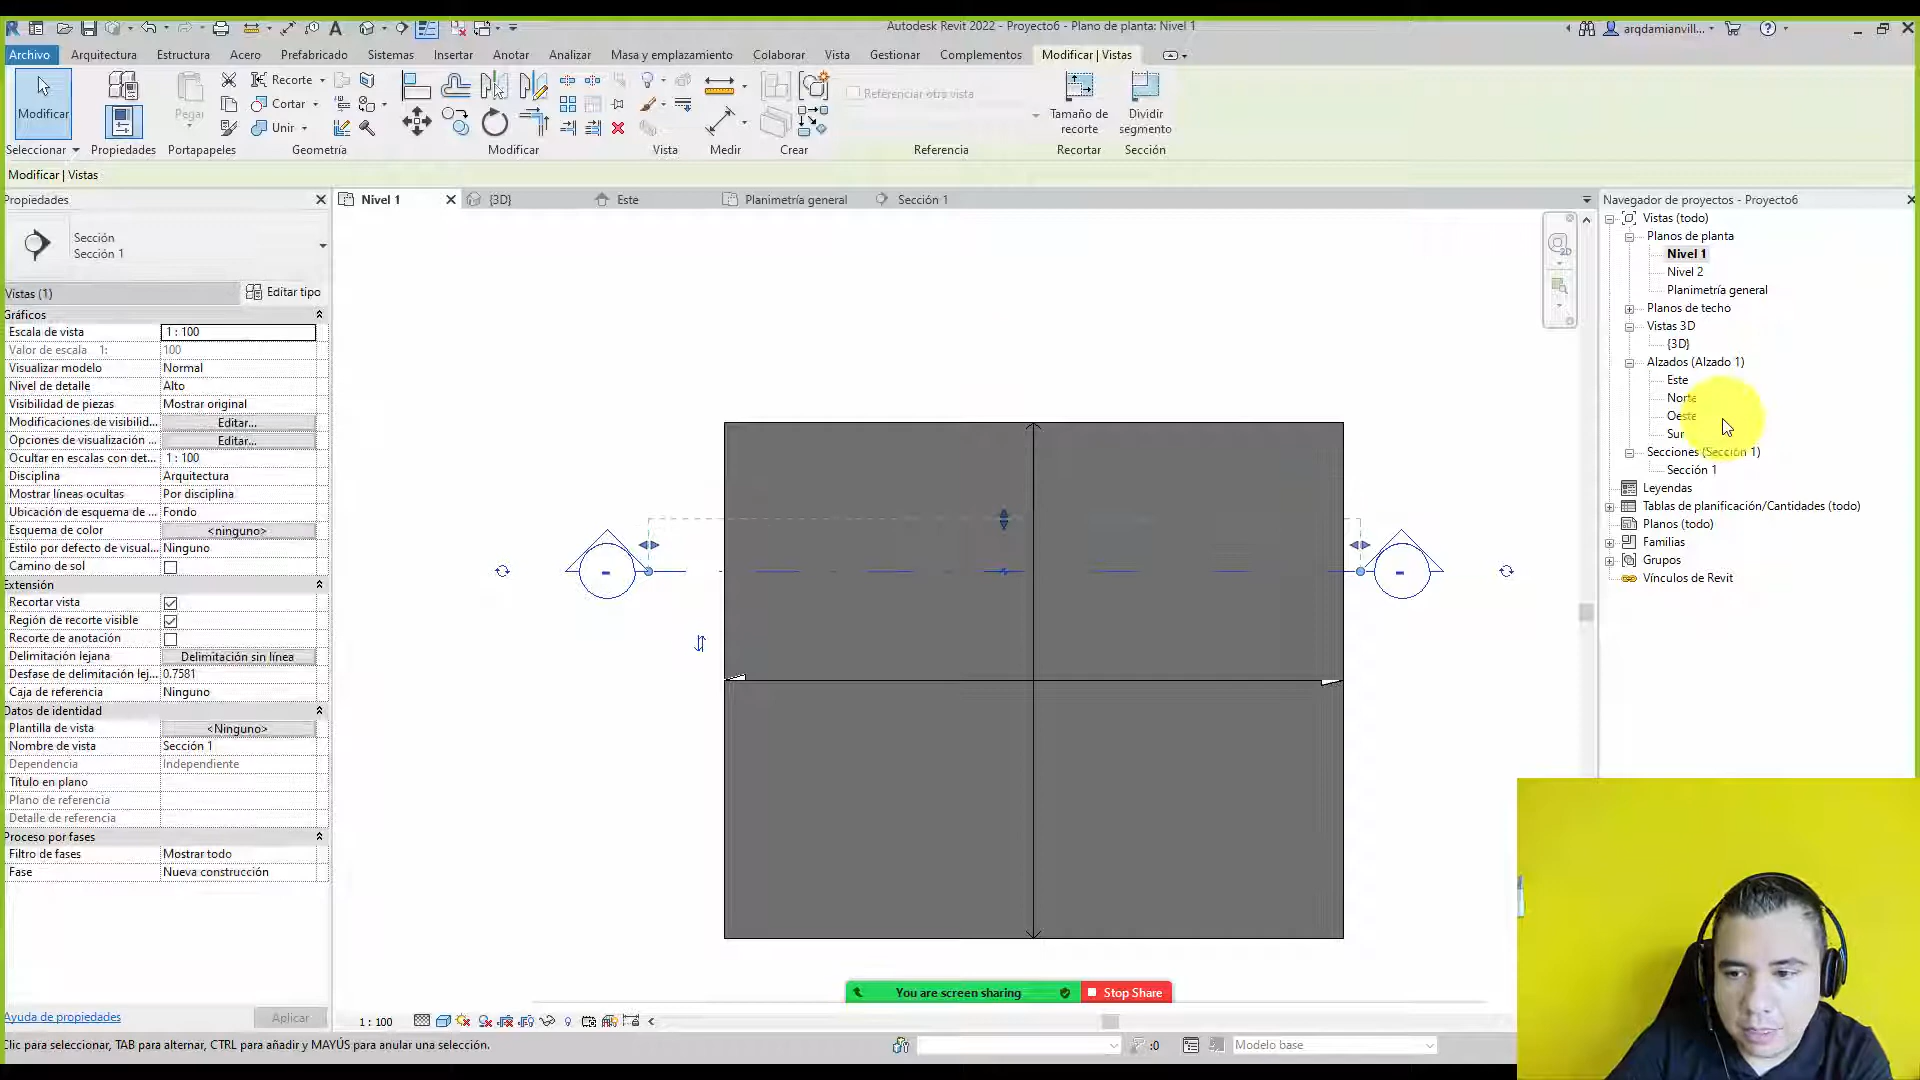 Autodesk Revit 2022 - Proyecto6 - Plano de planta: Nivel 1
arqdamianvill...
Archivo Arquitectura Estructura Acero Prefabricado Sistemas Insertar Anotar Analizar Masa y emplazamiento Colaborar Vista Gestionar Complementos Modificar | Vistas
Modificar
Pegar
Recorte
Cortar
Unir
Referenciar otra vista
Tamaño de recorte
Dividir segmento
Seleccionar Propiedades Portapapeles Geometría Modificar Vista Medir Crear Referencia Recortar Sección
Modificar | Vistas
Propiedades
Nivel 1 {3D} Este Planimetría general Sección 1
Navegador de proyectos - Proyecto6
Sección
Sección 1
Vistas (1) Editar tipo
Gráficos
Escala de vista 1 : 100
Valor de escala 1: 100
Visualizar modelo Normal
Nivel de detalle Alto
Visibilidad de piezas Mostrar original
Modificaciones de visibilid... Editar...
Opciones de visualización ... Editar...
Ocultar en escalas con det... 1 : 100
Disciplina Arquitectura
Mostrar líneas ocultas Por disciplina
Ubicación de esquema de ... Fondo
Esquema de color <ninguno>
Estilo por defecto de visual... Ninguno
Camino de sol
Extensión
Recortar vista
Región de recorte visible
Recorte de anotación
Delimitación lejana Delimitación sin línea
Desfase de delimitación lej... 0.7581
Caja de referencia Ninguno
Datos de identidad
Plantilla de vista <Ninguno>
Nombre de vista Sección 1
Dependencia Independiente
Título en plano
Plano de referencia
Detalle de referencia
Proceso por fases
Filtro de fases Mostrar todo
Fase Nueva construcción
Ayuda de propiedades Aplicar
Vistas (todo)
Planos de planta
Nivel 1
Nivel 2
Planimetría general
Planos de techo
Vistas 3D
{3D}
Alzados (Alzado 1)
Este
Norte
Oeste
Sur
Secciones (Sección 1)
Sección 1
Leyendas
Tablas de planificación/Cantidades (todo)
Planos (todo)
Familias
Grupos
Vínculos de Revit
You are screen sharing Stop Share
1 : 100
Clic para seleccionar, TAB para alternar, CTRL para añadir y MAYÚS para anular una selección.
:0
Modelo base